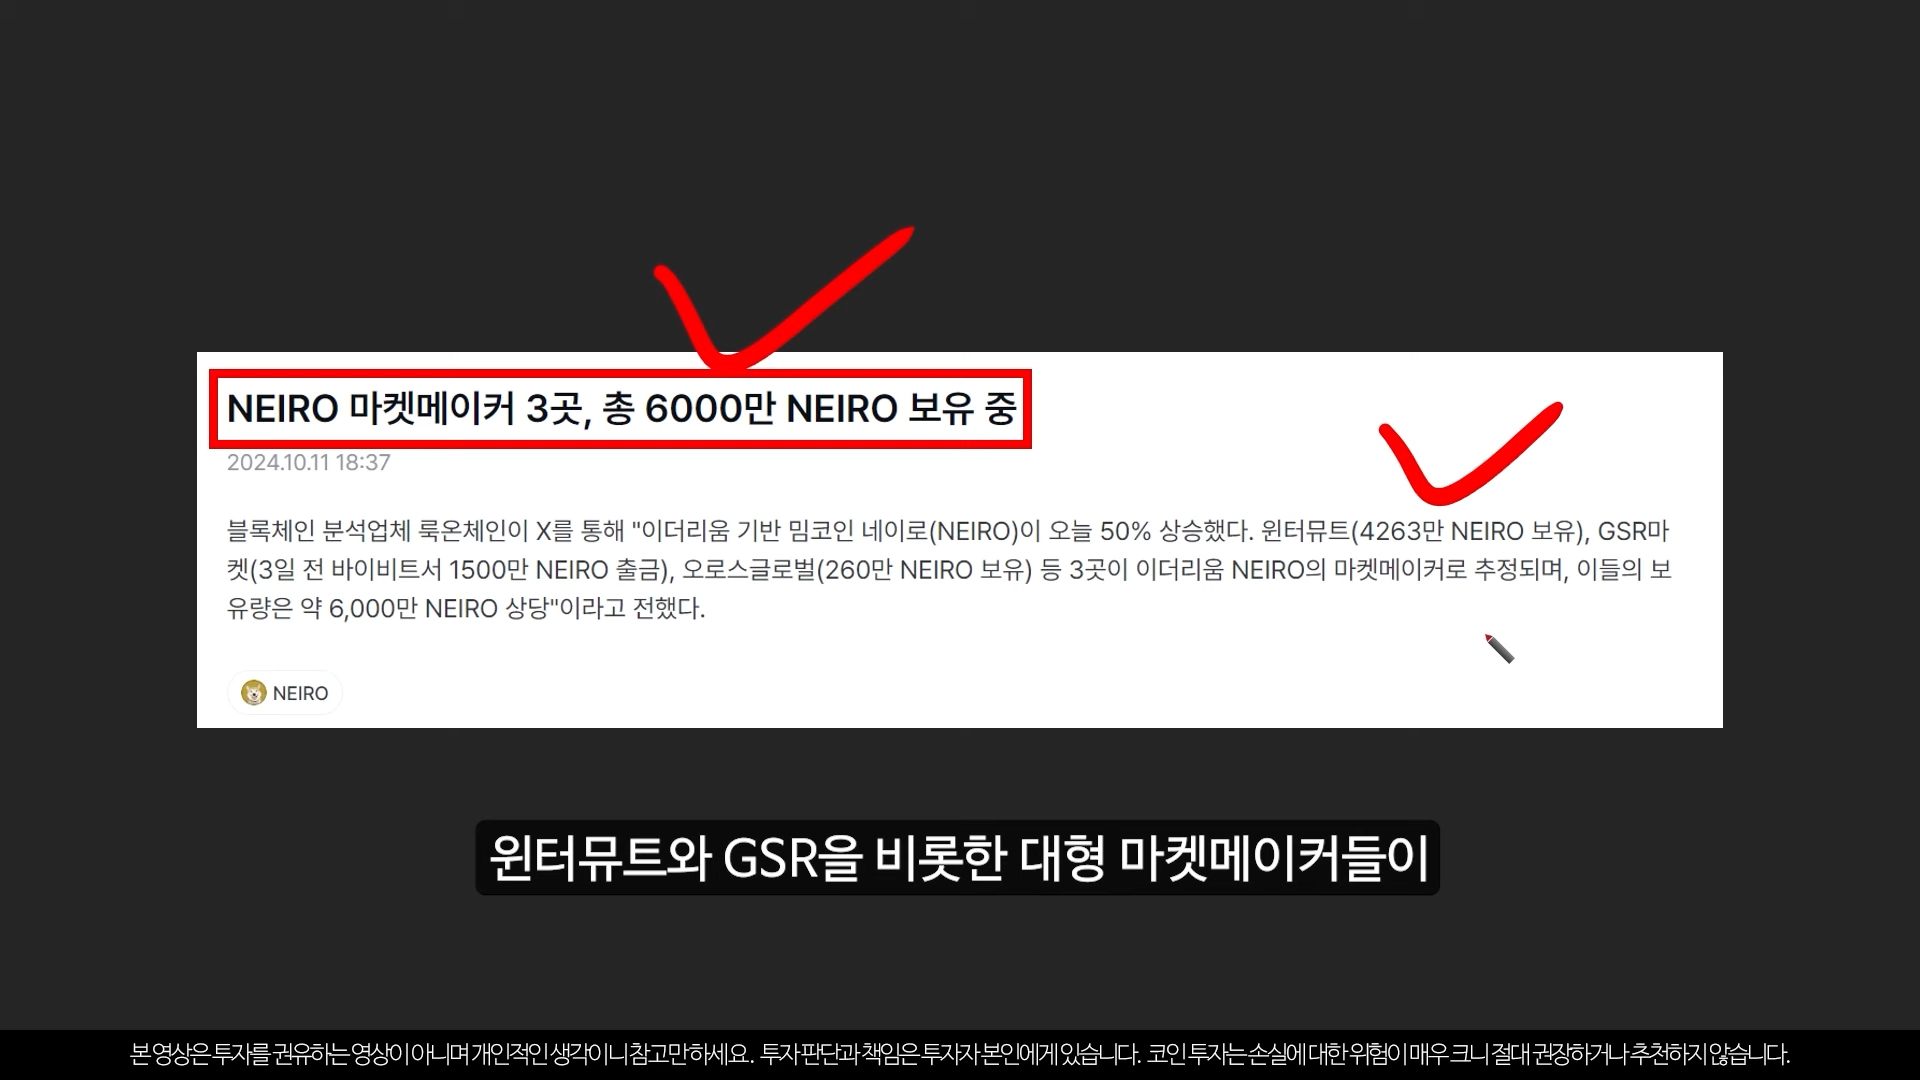 NEIRO 마켓메이커 3곳, 총 6000만 NEIRO 보유 중
2024.10.11 18:37
블록체인 분석업체 룩온체인이 X를 통해 "이더리움 기반 밈코인 네이로(NEIRO)이 오늘 50% 상승했다. 윈터뮤트(4263만 NEIRO 보유), GSR마
켓(3일 전 바이비트서 1500만 NEIRO 출금), 오로스글로벌(260만 NEIRO 보유) 등 3곳이 이더리움 NEIRO의 마켓메이커로 추정되며, 이들의 보
유량은 약 6,000만 NEIRO 상당"이라고 전했다.
NEIRO
윈터뮤트와 GSR을 비롯한 대형 마켓메이커들이
본 영상은 투자를 권유하는 영상이 아니며 개인적인 생각이니 참고만 하세요. 투자 판단과 책임은 투자자 본인에게 있습니다. 코인 투자는 손실에 대한 위험이 매우 크니 절대 권장하거나 추천하지 않습니다.